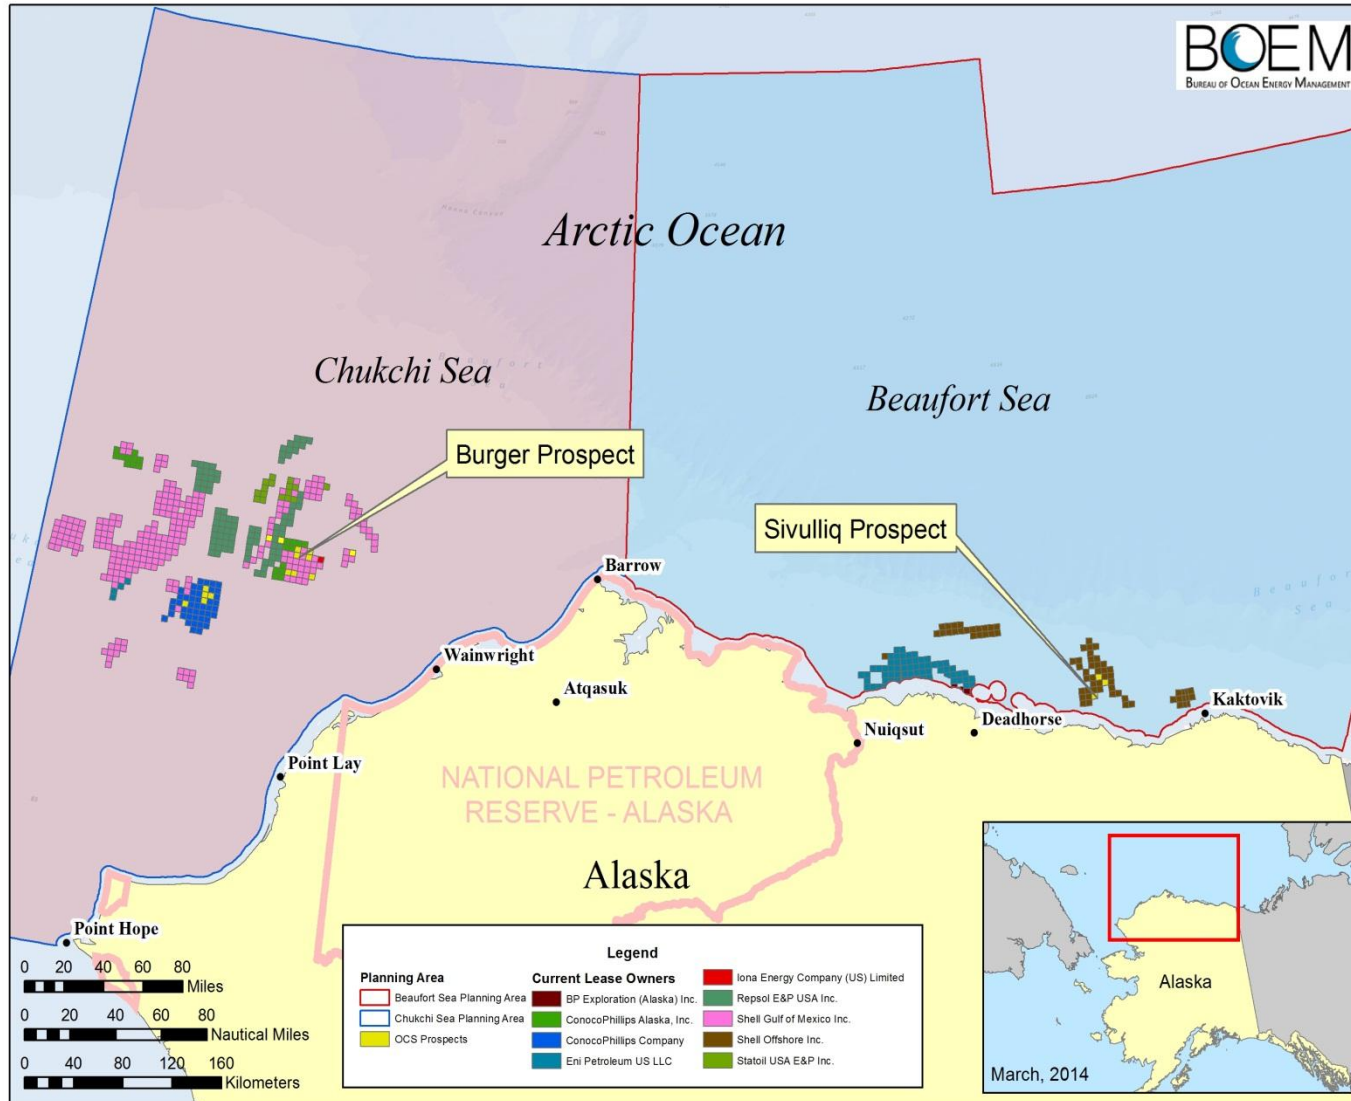 BOEM
BUREAU OF OCEAN ENERGY MANAGEMENT
Arctic Ocean
Chukchi Sea
Beaufort
Sea
Beaufort Sea
Burger Prospect
Sivulliq Prospect
Beaufort
Sea
Barrow
Wainwright
Atqasuk
Kaktovik
Deadhorse
Nuiqsut
Point Lay
NATIONAL PETROLEUM
RESERVE - ALASKA
Alaska
Point Hope
0 20 40 60 80
Miles
0 20 40 60 80
Nautical Miles
0 40 80 120 160
Kilometers
Legend
Planning Area
Beaufort Sea Planning Area
Chukchi Sea Planning Area
OCS Prospects
Current Lease Owners
BP Exploration (Alaska) Inc.
ConocoPhillips Alaska, Inc.
ConocoPhillips Company
Eni Petroleum US LLC
Iona Energy Company (US) Limited
Repsol E&P USA Inc.
Shell Gulf of Mexico Inc.
Shell Offshore Inc.
Statoil USA E&P Inc.
Alaska
March, 2014